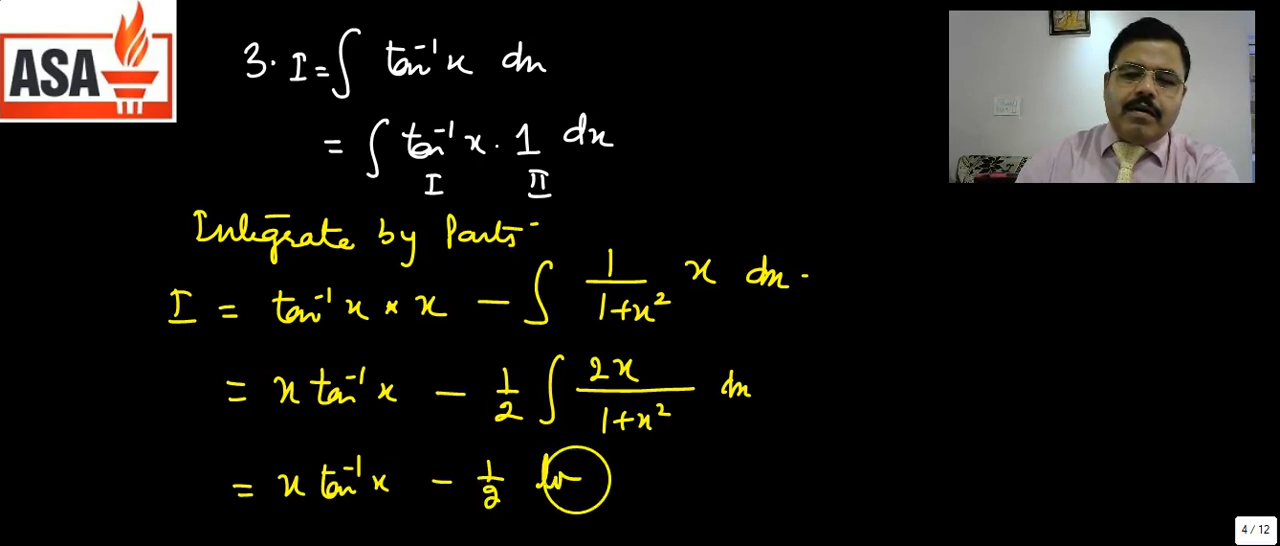 ASA
3. I = ∫ tan⁻¹x dx
= ∫ tan⁻¹x . 1 dx
I II
Integrate by Parts-
I = tan⁻¹x × x − ∫ 1/(1+x²) x dx .
= x tan⁻¹x − 1/2 ∫ 2x/(1+x²) dx
= x tan⁻¹x − 1/2
4 / 12